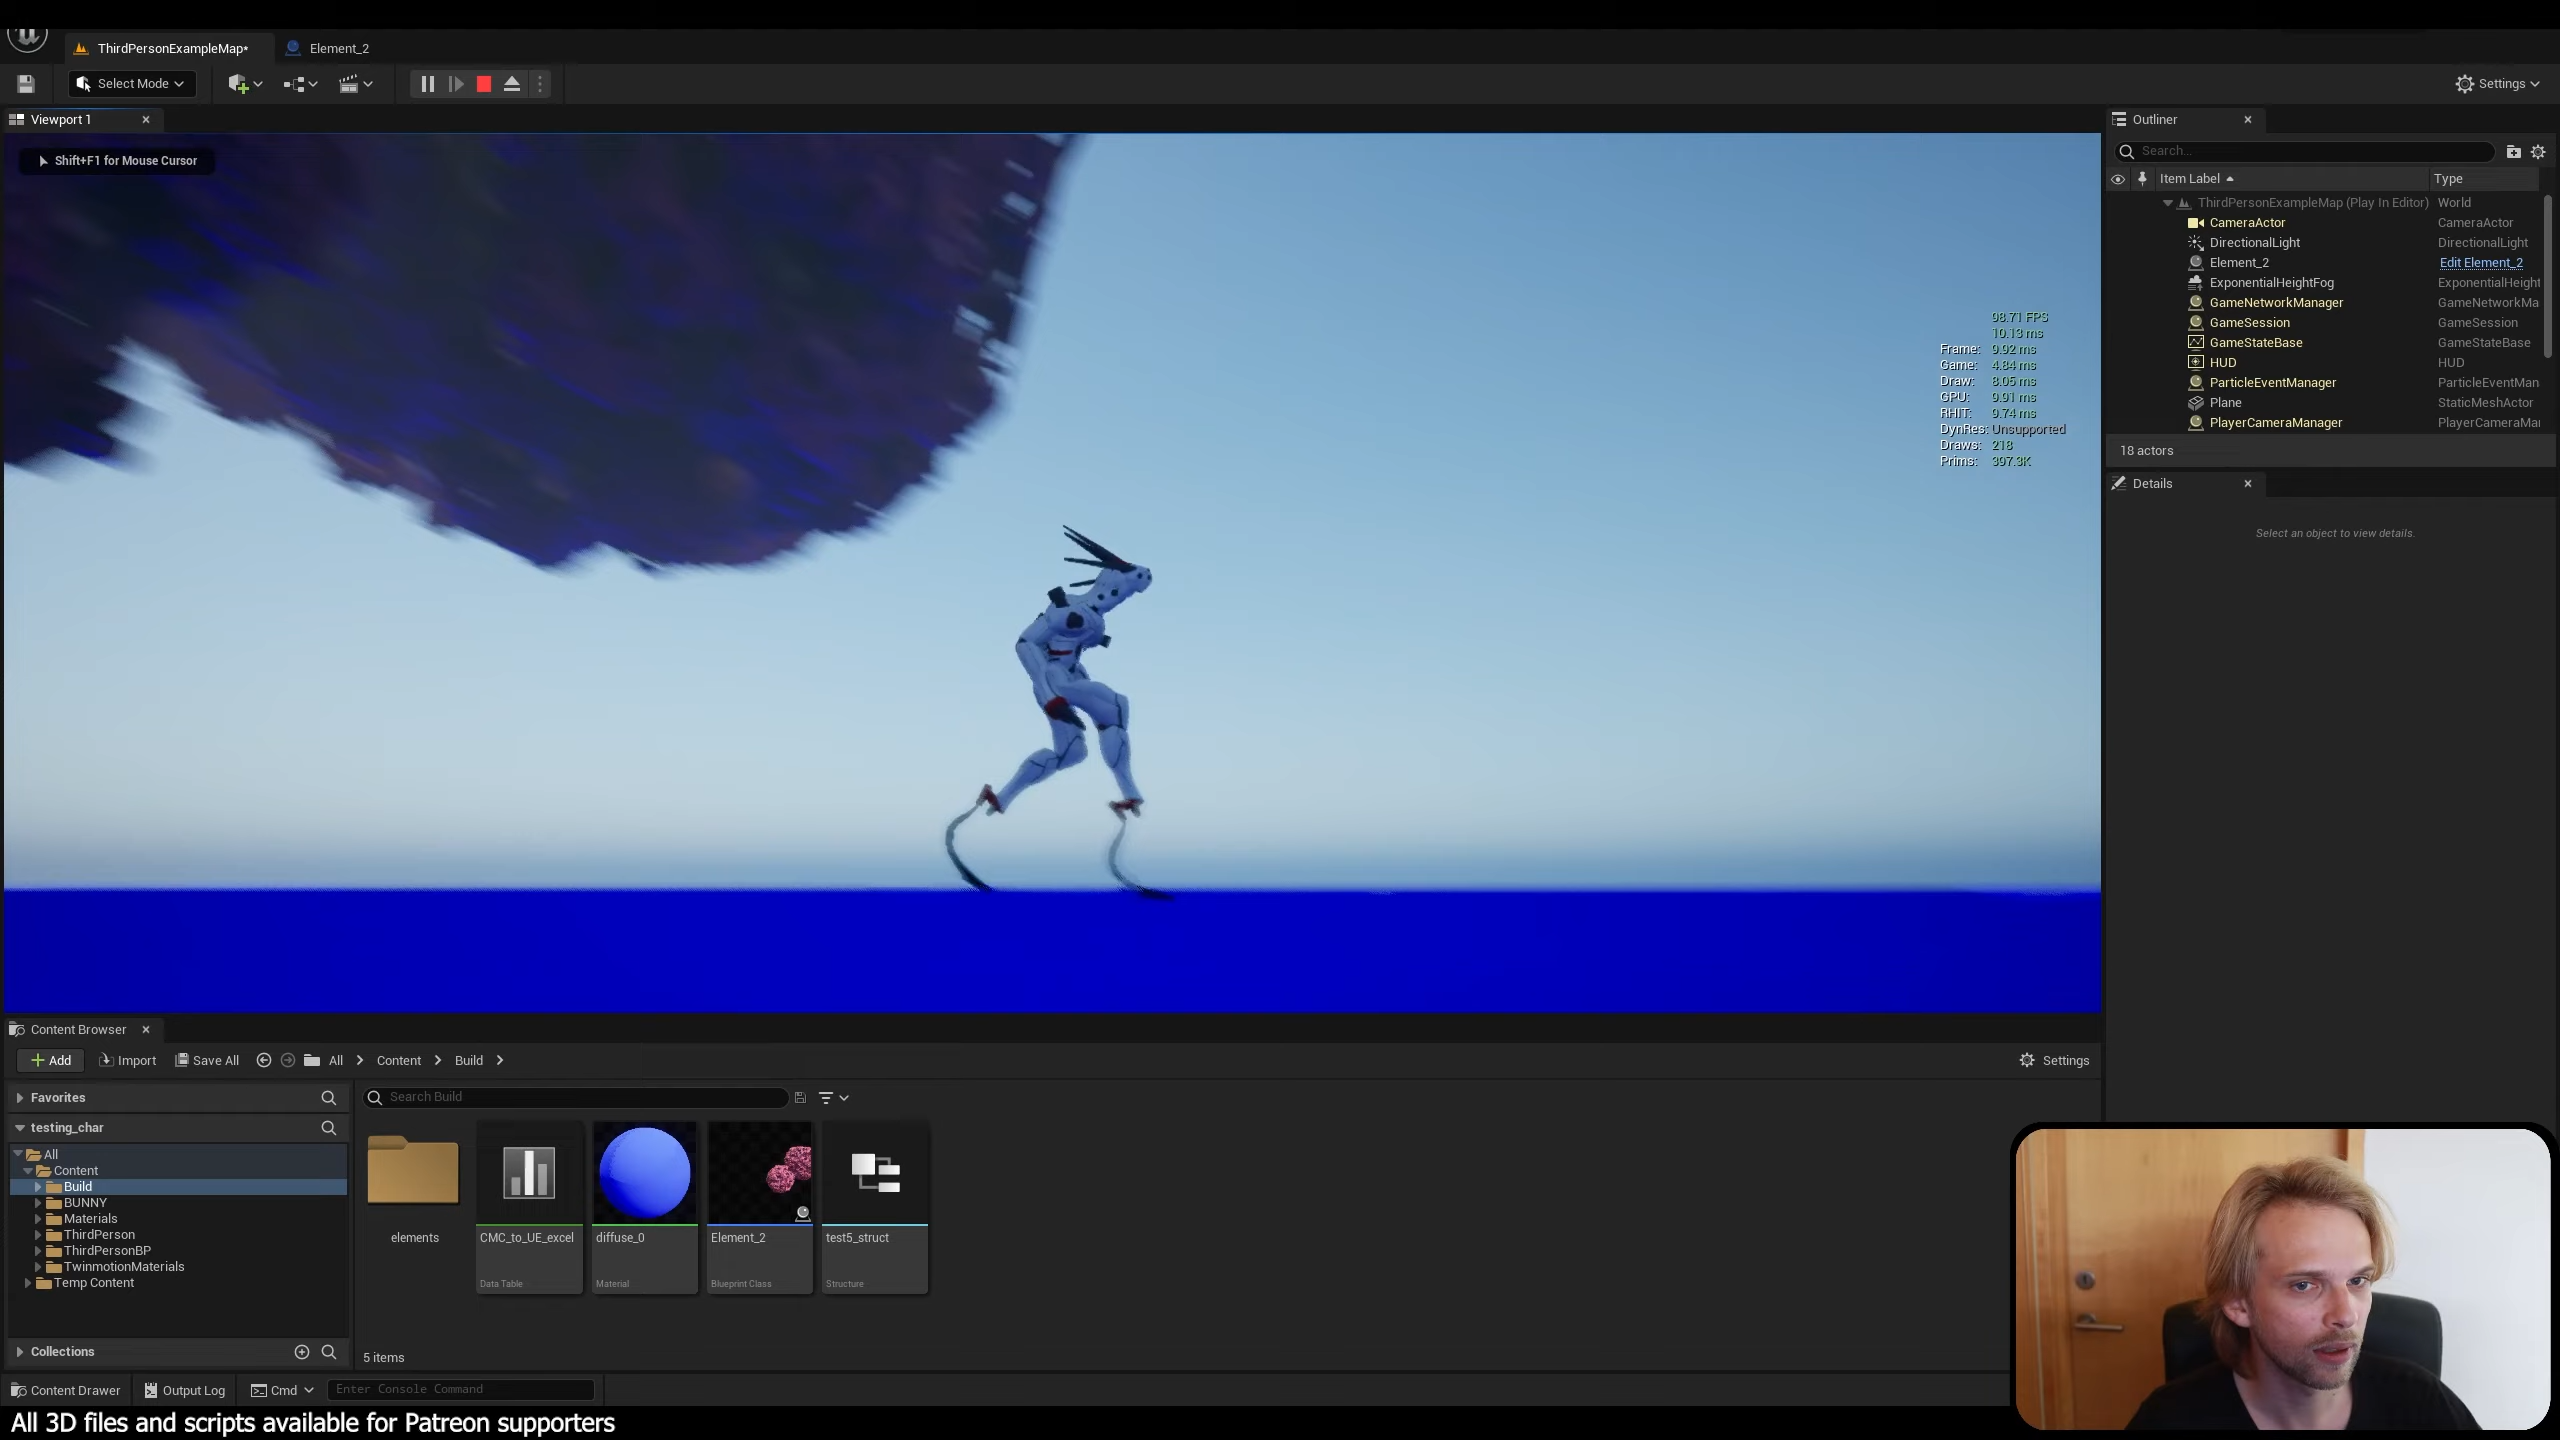 ThirdPersonExampleMap*
Element_2
Select Mode
Settings
Viewport 1
Shift+F1 for Mouse Cursor
98.71 FPS
10.13 ms
Frame: 9.92 ms
Game: 4.84 ms
Draw: 8.05 ms
GPU: 9.91 ms
RHIT: 9.74 ms
DynRes: Unsupported
Draws: 218
Prims: 397.3K
Outliner
Search...
Item Label
Type
ThirdPersonExampleMap (Play In Editor) World
CameraActor CameraActor
DirectionalLight DirectionalLight
Element_2 Edit Element_2
ExponentialHeightFog ExponentialHeight
GameNetworkManager GameNetworkMa
GameSession GameSession
GameStateBase GameStateBase
HUD HUD
ParticleEventManager ParticleEventMan
Plane StaticMeshActor
PlayerCameraManager PlayerCameraMa
18 actors
Details
Select an object to view details.
Content Browser
Add
Import
Save All
All
Content
Build
Settings
Favorites
testing_char
All
Content
Build
BUNNY
Materials
ThirdPerson
ThirdPersonBP
TwinmotionMaterials
Temp Content
Collections
Search Build
elements
CMC_to_UE_excel
Data Table
diffuse_0
Material
Element_2
Blueprint Class
test5_struct
Structure
5 items
Content Drawer
Output Log
Cmd
Enter Console Command
All 3D files and scripts available for Patreon supporters